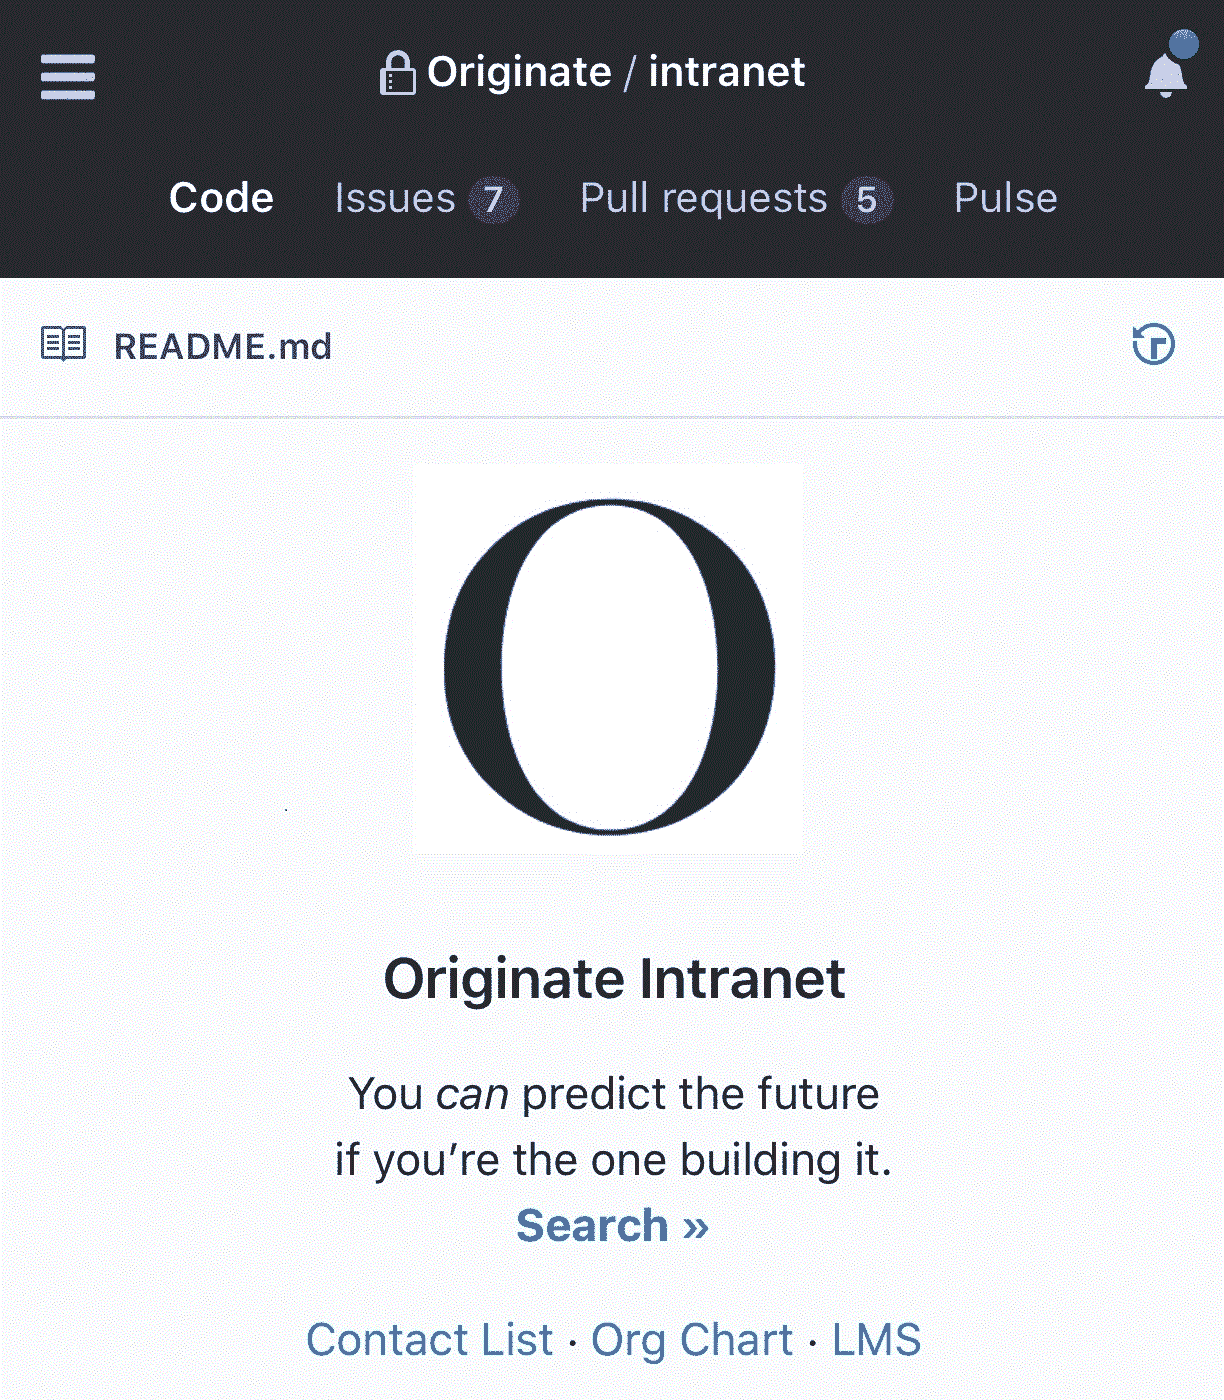 Originate / intranet
Code Issues 7 Pull requests 5 Pulse
README.md
O
Originate Intranet
You can predict the future
if you’re the one building it.
Search »
Contact List · Org Chart · LMS